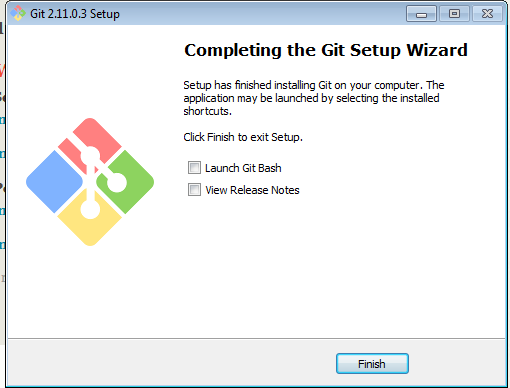 Git 2.11.0.3 Setup
Completing the Git Setup Wizard
Setup has finished installing Git on your computer. The
application may be launched by selecting the installed
shortcuts.
Click Finish to exit Setup.
Launch Git Bash
View Release Notes
Finish